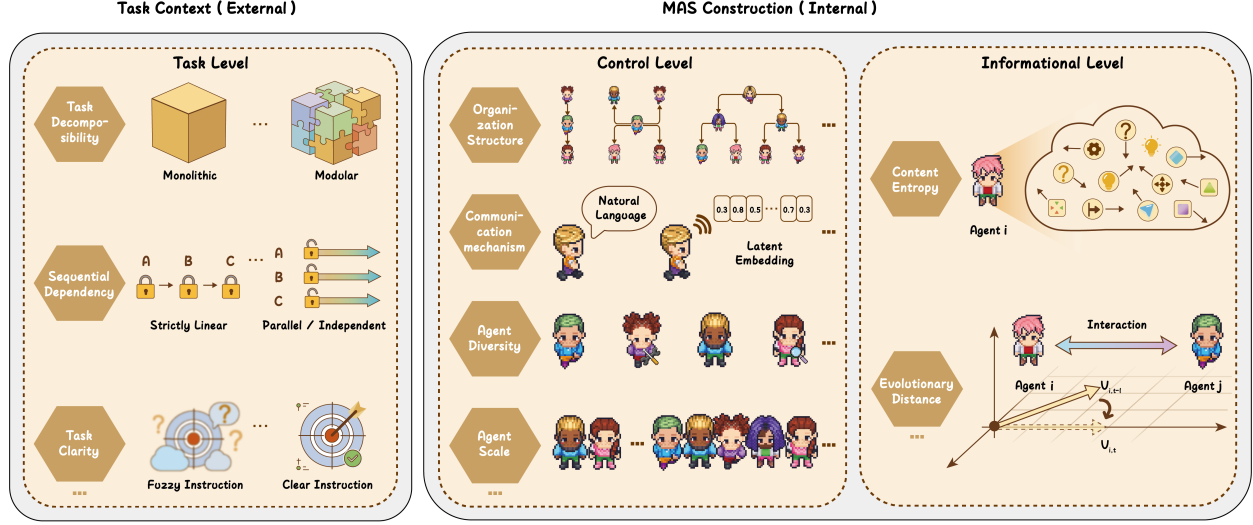 Task Context ( External )
MAS Construction ( Internal )
Task Level
Task
Decompo-
sibility
Monolithic
...
Modular
Sequential
Dependency
A
B
C
...
A
B
C
Strictly Linear
Parallel / Independent
Task
Clarity
?
?
?
...
Fuzzy Instruction
Clear Instruction
...
Control Level
Organi-
zation
Structure
...
Communi-
cation
mechanism
Natural
Language
0.3 0.8 0.5 ... 0.7 0.3
Latent
Embedding
...
Agent
Diversity
...
Agent
Scale
...
...
...
Informational Level
Content
Entropy
Agent i
?
?
Evolutionary
Distance
...
Interaction
Agent i
Agent j
U i,t-1
U i,t